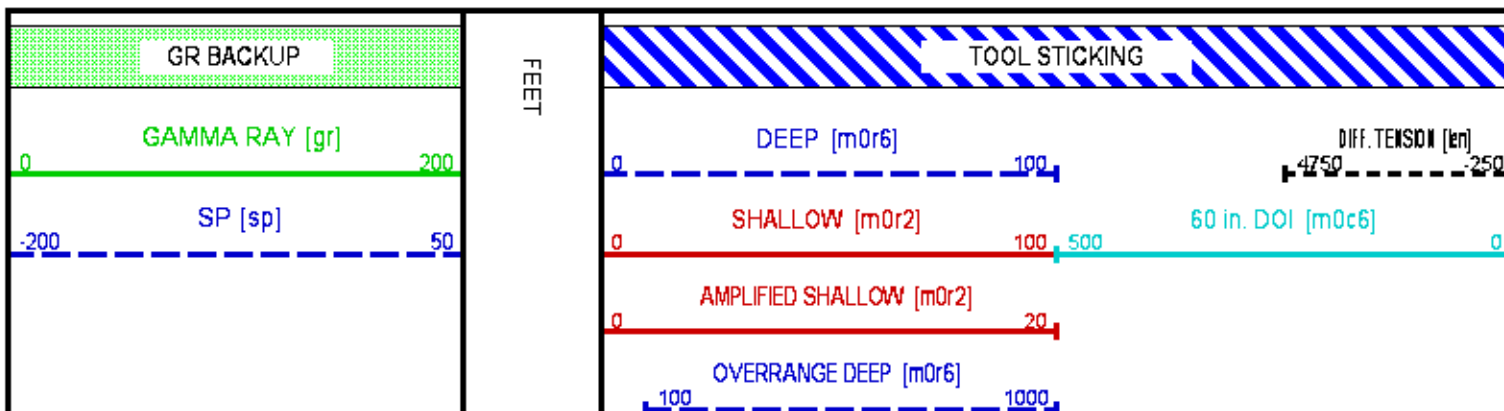 GR BACKUP
FEET
TOOL STICKING
GAMMA RAY [gr]
0 200
DEEP [m0r6]
0 100
DIFF. TENSION [ten]
4750 -250
SP [sp]
-200 50
SHALLOW [m0r2]
0 100
60 in. DOI [m0c6]
500 0
AMPLIFIED SHALLOW [m0r2]
0 20
OVERRANGE DEEP [m0r6]
100 1000